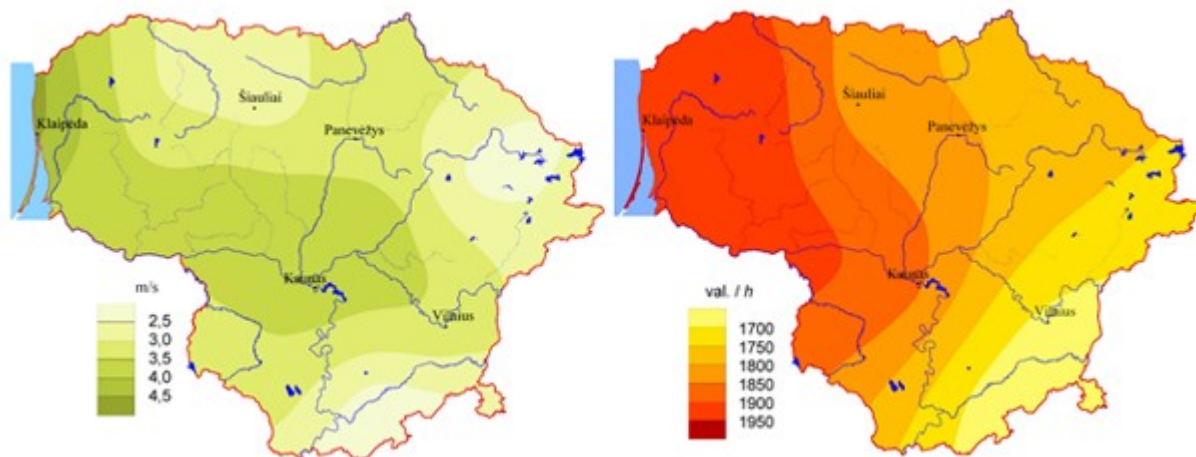 Šiauliai
Klaipėda
Panevėžys
Kaunas
Vilnius
m/s
2,5
3,0
3,5
4,0
4,5
Šiauliai
Klaipėda
Panevėžys
Kaunas
Vilnius
val. / h
1700
1750
1800
1850
1900
1950